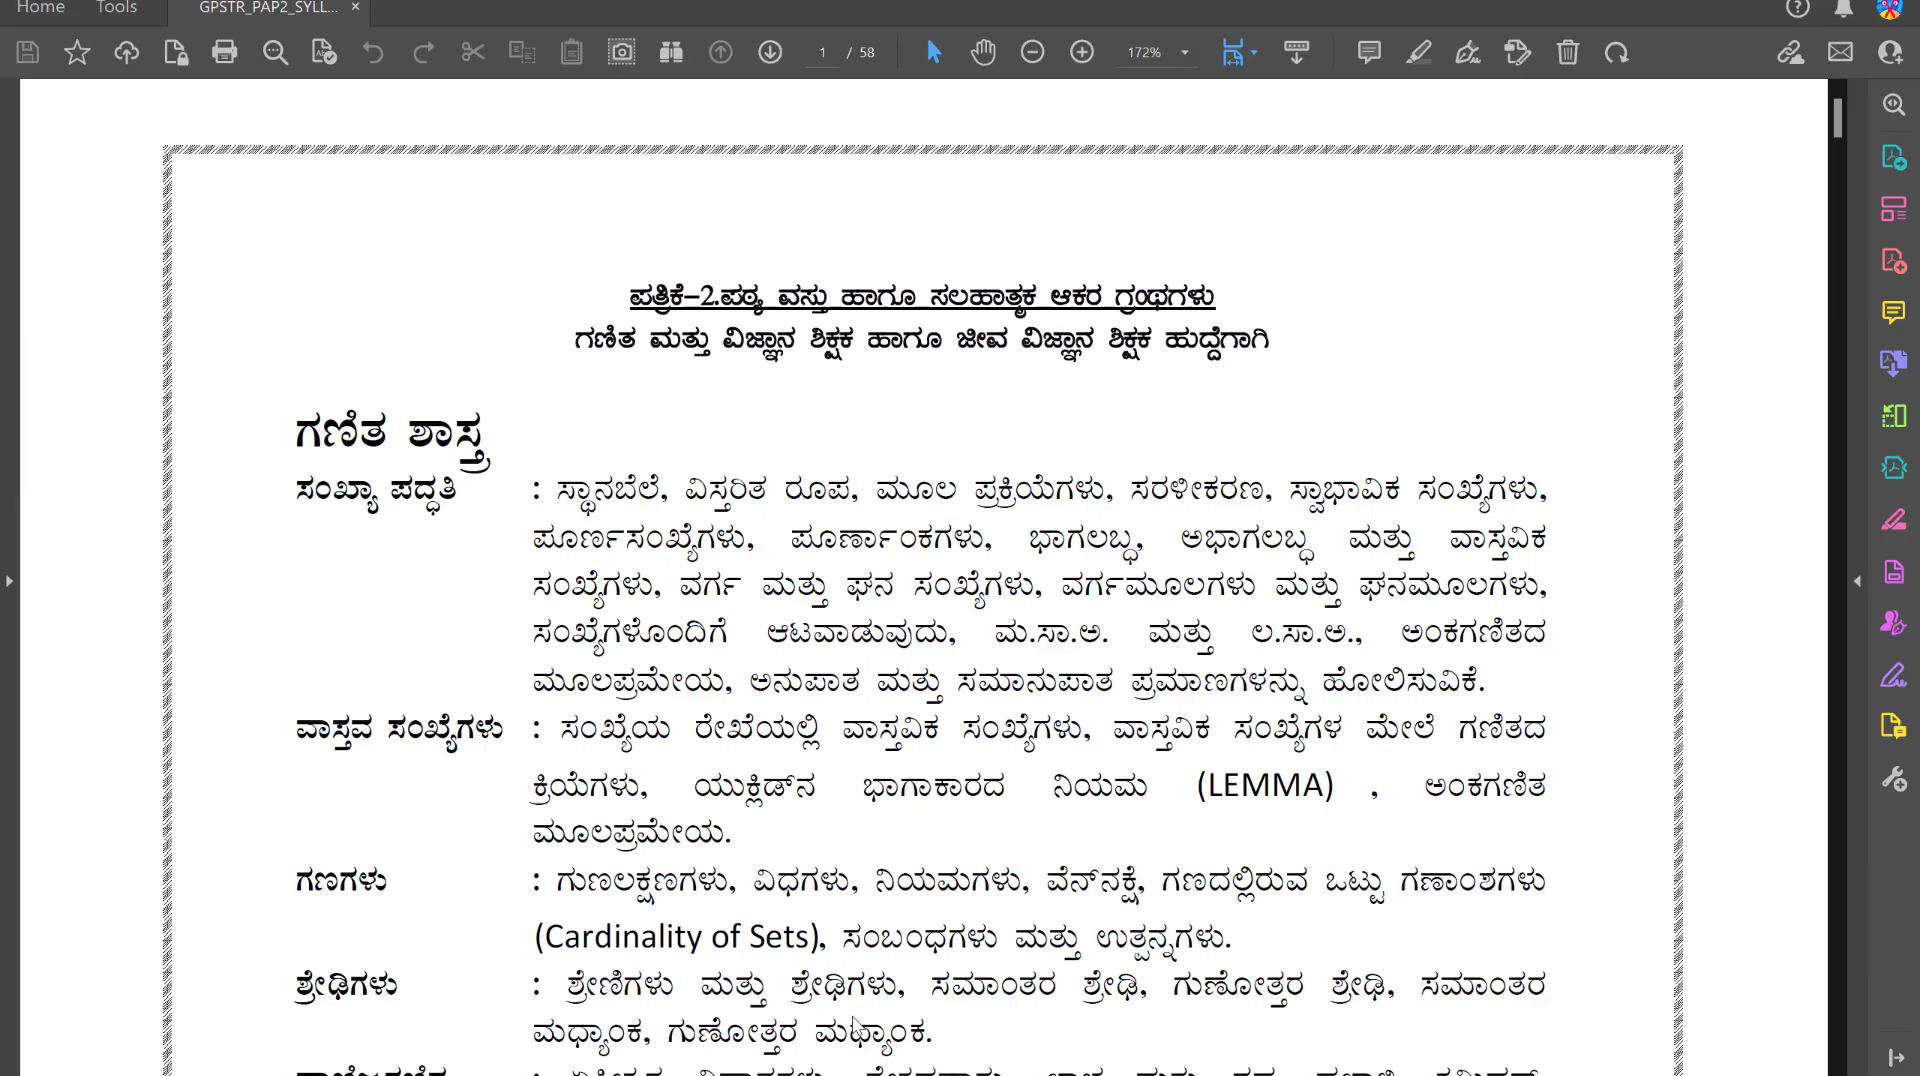 Home Tools GPSTR_PAP2_SYLL... ×
1 / 58 172%
ಪತ್ರಿಕೆ–2.ಪಠ್ಯ ವಸ್ತು ಹಾಗೂ ಸಲಹಾತ್ಮಕ ಆಕರ ಗ್ರಂಥಗಳು
ಗಣಿತ ಮತ್ತು ವಿಜ್ಞಾನ ಶಿಕ್ಷಕ ಹಾಗೂ ಜೀವ ವಿಜ್ಞಾನ ಶಿಕ್ಷಕ ಹುದ್ದೆಗಾಗಿ
ಗಣಿತ ಶಾಸ್ತ್ರ
ಸಂಖ್ಯಾ ಪದ್ಧತಿ : ಸ್ಥಾನಬೆಲೆ, ವಿಸ್ತರಿತ ರೂಪ, ಮೂಲ ಪ್ರಕ್ರಿಯೆಗಳು, ಸರಳೀಕರಣ, ಸ್ವಾಭಾವಿಕ ಸಂಖ್ಯೆಗಳು,
ಪೂರ್ಣಸಂಖ್ಯೆಗಳು, ಪೂರ್ಣಾಂಕಗಳು, ಭಾಗಲಬ್ಧ, ಅಭಾಗಲಬ್ಧ ಮತ್ತು ವಾಸ್ತವಿಕ
ಸಂಖ್ಯೆಗಳು, ವರ್ಗ ಮತ್ತು ಘನ ಸಂಖ್ಯೆಗಳು, ವರ್ಗಮೂಲಗಳು ಮತ್ತು ಘನಮೂಲಗಳು,
ಸಂಖ್ಯೆಗಳೊಂದಿಗೆ ಆಟವಾಡುವುದು, ಮ.ಸಾ.ಅ. ಮತ್ತು ಲ.ಸಾ.ಅ., ಅಂಕಗಣಿತದ
ಮೂಲಪ್ರಮೇಯ, ಅನುಪಾತ ಮತ್ತು ಸಮಾನುಪಾತ ಪ್ರಮಾಣಗಳನ್ನು ಹೋಲಿಸುವಿಕೆ.
ವಾಸ್ತವ ಸಂಖ್ಯೆಗಳು : ಸಂಖ್ಯೆಯ ರೇಖೆಯಲ್ಲಿ ವಾಸ್ತವಿಕ ಸಂಖ್ಯೆಗಳು, ವಾಸ್ತವಿಕ ಸಂಖ್ಯೆಗಳ ಮೇಲೆ ಗಣಿತದ
ಕ್ರಿಯೆಗಳು, ಯುಕ್ಲಿಡ್‌ನ ಭಾಗಾಕಾರದ ನಿಯಮ (LEMMA) , ಅಂಕಗಣಿತ
ಮೂಲಪ್ರಮೇಯ.
ಗಣಗಳು : ಗುಣಲಕ್ಷಣಗಳು, ವಿಧಗಳು, ನಿಯಮಗಳು, ವೆನ್‌ನಕ್ಷೆ, ಗಣದಲ್ಲಿರುವ ಒಟ್ಟು ಗಣಾಂಶಗಳು
(Cardinality of Sets), ಸಂಬಂಧಗಳು ಮತ್ತು ಉತ್ಪನ್ನಗಳು.
ಶ್ರೇಢಿಗಳು : ಶ್ರೇಣಿಗಳು ಮತ್ತು ಶ್ರೇಢಿಗಳು, ಸಮಾಂತರ ಶ್ರೇಢಿ, ಗುಣೋತ್ತರ ಶ್ರೇಢಿ, ಸಮಾಂತರ
ಮಧ್ಯಾಂಕ, ಗುಣೋತ್ತರ ಮಧ್ಯಾಂಕ.